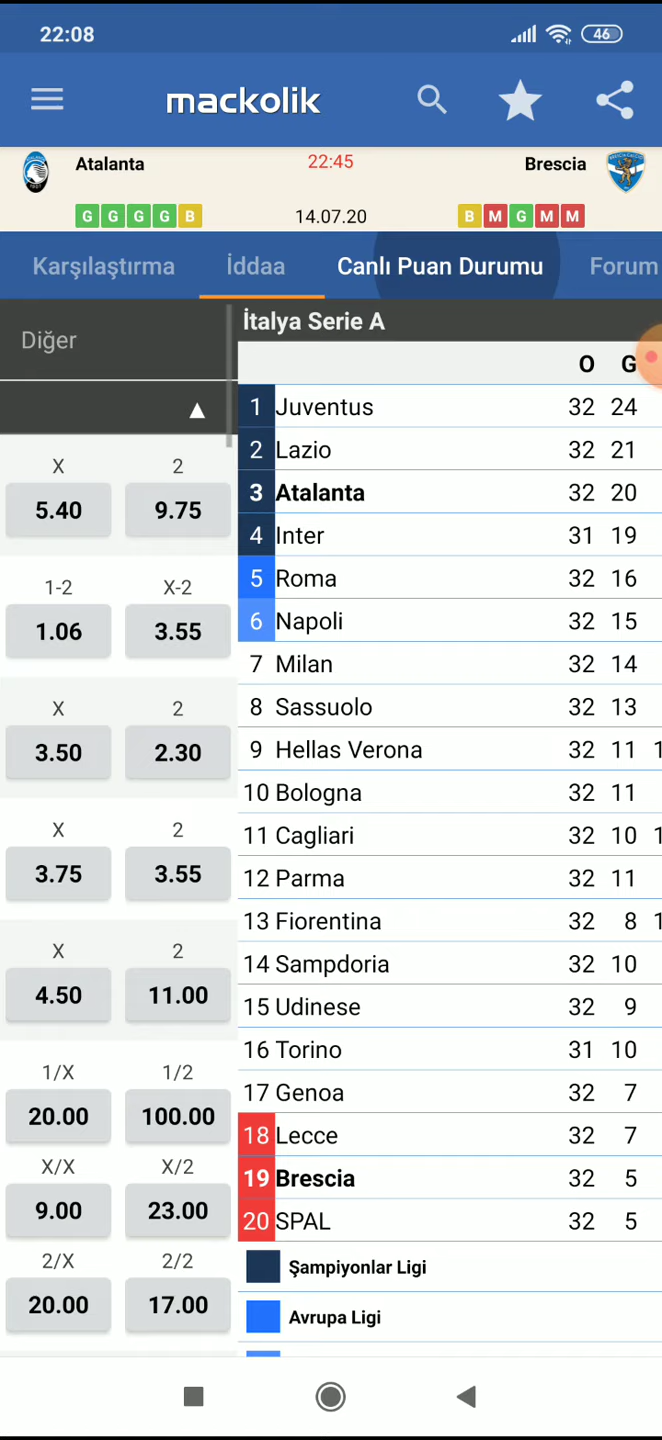 22:08
46
mackolik
Atalanta
22:45
Brescia
G G G G B
14.07.20
B M G M M
Karşılaştırma
İddaa
Canlı Puan Durumu
Forum
Diğer
▲
X 2
5.40 9.75
1-2 X-2
1.06 3.55
X 2
3.50 2.30
X 2
3.75 3.55
X 2
4.50 11.00
1/X 1/2
20.00 100.00
X/X X/2
9.00 23.00
2/X 2/2
20.00 17.00
İtalya Serie A
O G
1 Juventus 32 24
2 Lazio 32 21
3 Atalanta 32 20
4 Inter 31 19
5 Roma 32 16
6 Napoli 32 15
7 Milan 32 14
8 Sassuolo 32 13
9 Hellas Verona 32 11 1
10 Bologna 32 11
11 Cagliari 32 10 1
12 Parma 32 11
13 Fiorentina 32 8 1
14 Sampdoria 32 10
15 Udinese 32 9
16 Torino 31 10
17 Genoa 32 7
18 Lecce 32 7
19 Brescia 32 5
20 SPAL 32 5
Şampiyonlar Ligi
Avrupa Ligi